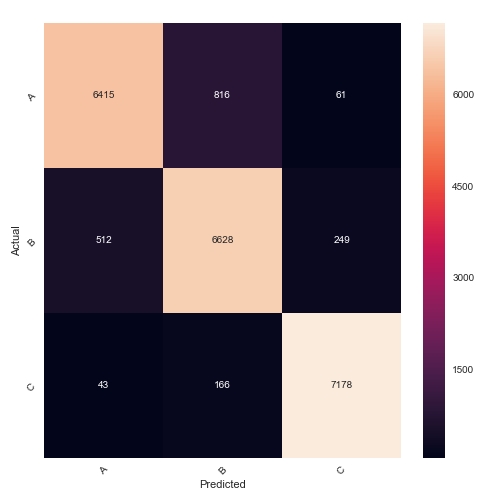 A 6415 816 61
B 512 6628 249
C 43 166 7178
A B C
Predicted
Actual
6000
4500
3000
1500